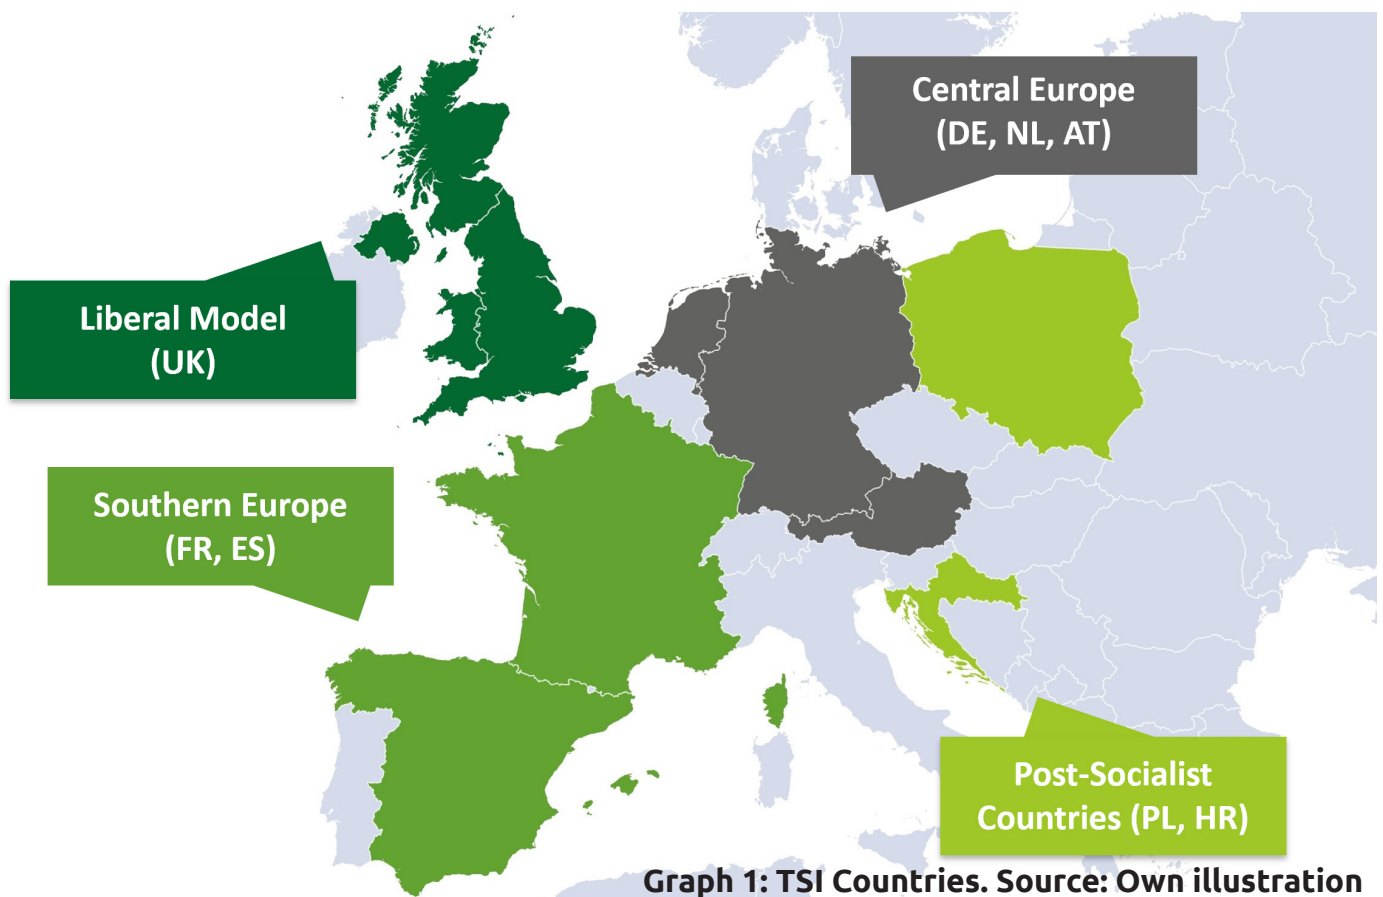 Central Europe
(DE, NL, AT)
Liberal Model
(UK)
Southern Europe
(FR, ES)
Post-Socialist
Countries (PL, HR)
Graph 1: TSI Countries. Source: Own illustration